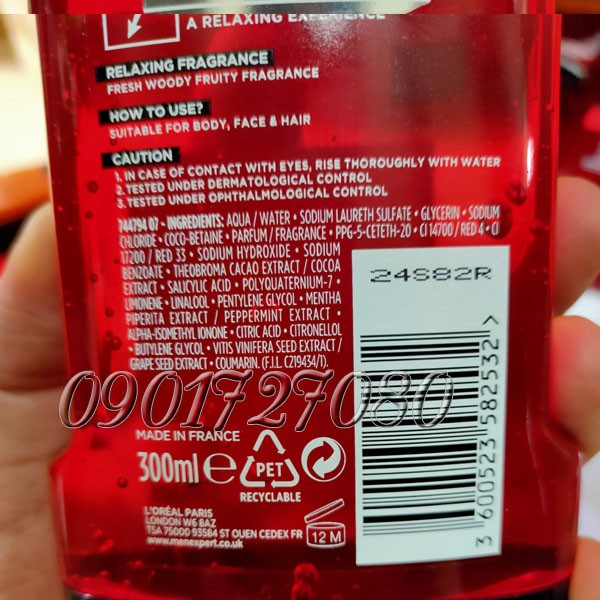 A RELAXING EXPERIENCE
RELAXING FRAGRANCE
FRESH WOODY FRUITY FRAGRANCE
HOW TO USE?
SUITABLE FOR BODY, FACE & HAIR
CAUTION
1. IN CASE OF CONTACT WITH EYES, RISE THOROUGHLY WITH WATER
2. TESTED UNDER DERMATOLOGICAL CONTROL
3. TESTED UNDER OPHTHALMOLOGICAL CONTROL
744794 07 - INGREDIENTS: AQUA / WATER • SODIUM LAURETH SULFATE • GLYCERIN • SODIUM
CHLORIDE • COCO-BETAINE • PARFUM / FRAGRANCE • PPG-5-CETETH-20 • CI 14700 / RED 4 • CI
17200 / RED 33 • SODIUM HYDROXIDE • SODIUM
BENZOATE • THEOBROMA CACAO EXTRACT / COCOA
EXTRACT • SALICYLIC ACID • POLYQUATERNIUM-7 •
LIMONENE • LINALOOL • PENTYLENE GLYCOL • MENTHA
PIPERITA EXTRACT / PEPPERMINT EXTRACT •
ALPHA-ISOMETHYL IONONE • CITRIC ACID • CITRONELLOL
• BUTYLENE GLYCOL • VITIS VINIFERA SEED EXTRACT /
GRAPE SEED EXTRACT • COUMARIN. (F.I.L. C219434/1).
24S82R
0901727080
MADE IN FRANCE
300ml e
PET
RECYCLABLE
L'OREAL PARIS
LONDON W6 8AZ
TSA 75000 93584 ST OUEN CEDEX FR
www.menexpert.co.uk
12 M
3 600523 582532 >